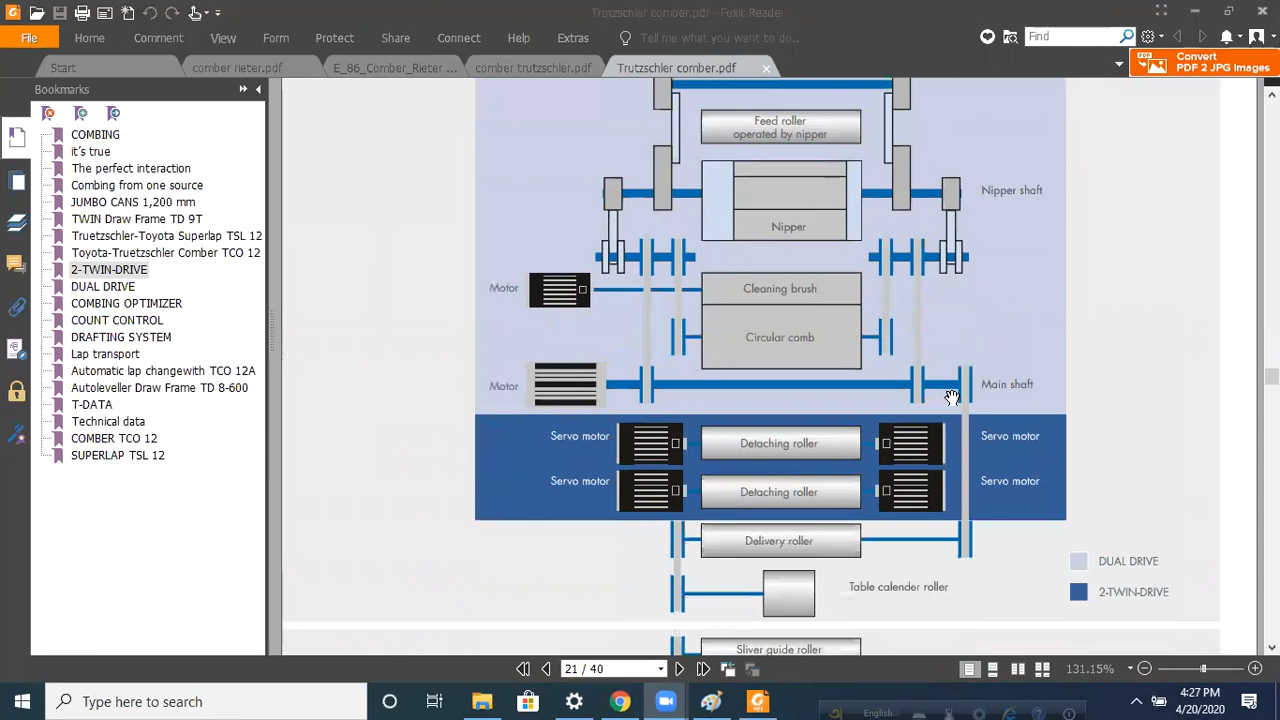 Trutzschler comber.pdf - Foxit Reader
File Home Comment View Form Protect Share Connect Help Extras Tell me what you want to do.. Find
Convert
PDF 2 JPG Images
Start comber rieter.pdf E_86_Comber_Rieter... comber trutzschler.pdf Trutzschler comber.pdf
Bookmarks
COMBING
it's true
The perfect interaction
Combing from one source
JUMBO CANS 1,200 mm
TWIN Draw Frame TD 9T
Truetzschler-Toyota Superlap TSL 12
Toyota-Truetzschler Comber TCO 12
2-TWIN-DRIVE
DUAL DRIVE
COMBING OPTIMIZER
COUNT CONTROL
DRAFTING SYSTEM
Lap transport
Automatic lap changewith TCO 12A
Autoleveller Draw Frame TD 8-600
T-DATA
Technical data
COMBER TCO 12
SUPERLAP TSL 12
Feed roller
operated by nipper
Nipper shaft
Nipper
Motor Cleaning brush
Circular comb
Motor Main shaft
Servo motor Detaching roller Servo motor
Servo motor Detaching roller Servo motor
Delivery roller
DUAL DRIVE
Table calender roller
2-TWIN-DRIVE
Sliver guide roller
21 / 40
131.15%
Type here to search
English
4:27 PM
4/20/2020